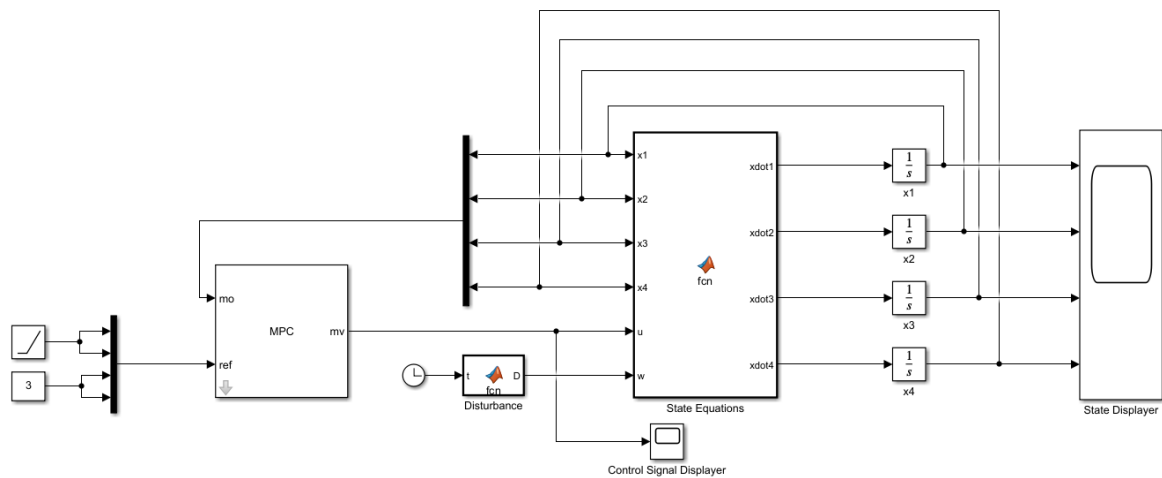 x1
xdot1
1
s
x1
x2
xdot2
1
s
x2
x3
fcn
xdot3
1
s
x3
x4
xdot4
1
s
x4
mo
MPC
mv
ref
3
u
w
t
fcn
D
Disturbance
State Equations
State Displayer
Control Signal Displayer